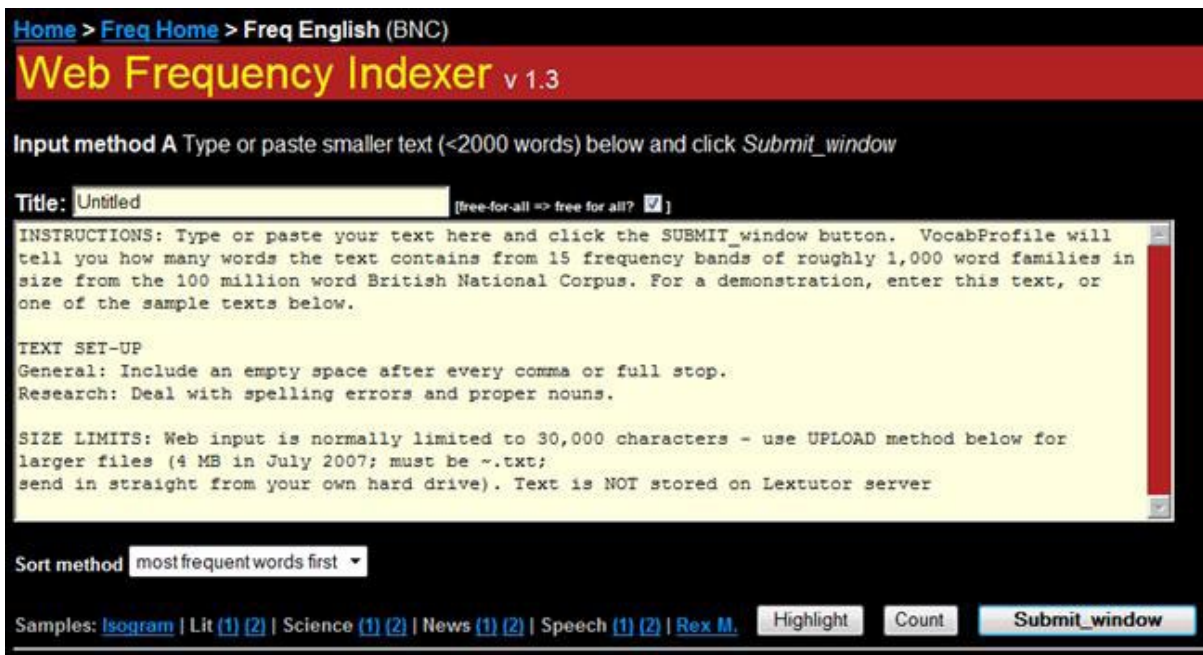 Home > Freq Home > Freq English (BNC)
Web Frequency Indexer v 1.3
Input method A Type or paste smaller text (<2000 words) below and click Submit_window
Title: Untitled [free-for-all => free for all? ]
INSTRUCTIONS: Type or paste your text here and click the SUBMIT_window button. VocabProfile will
tell you how many words the text contains from 15 frequency bands of roughly 1,000 word families in
size from the 100 million word British National Corpus. For a demonstration, enter this text, or
one of the sample texts below.
TEXT SET-UP
General: Include an empty space after every comma or full stop.
Research: Deal with spelling errors and proper nouns.
SIZE LIMITS: Web input is normally limited to 30,000 characters - use UPLOAD method below for
larger files (4 MB in July 2007; must be ~.txt;
send in straight from your own hard drive). Text is NOT stored on Lextutor server
Sort method most frequent words first
Samples: Isogram | Lit (1) (2) | Science (1) (2) | News (1) (2) | Speech (1) (2) | Rex M. Highlight Count Submit_window